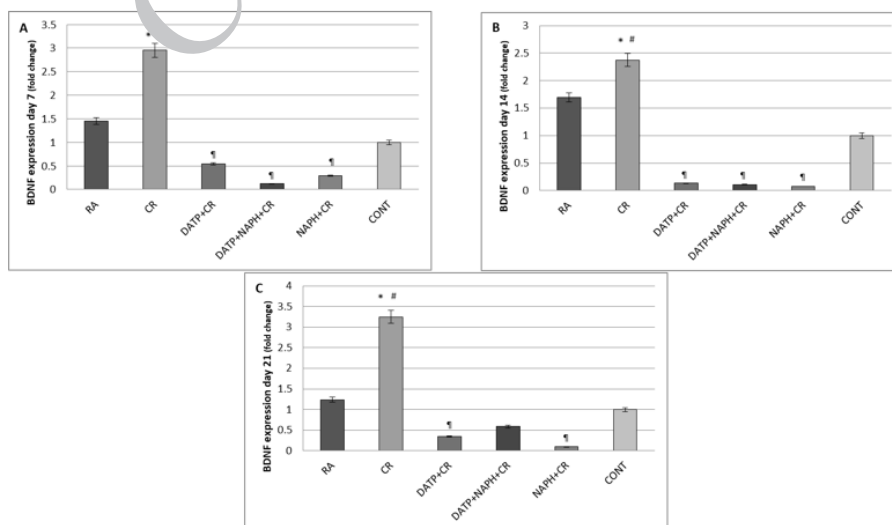 A
BDNF expression day 7 (fold change)
3.5
3
2.5
2
1.5
1
0.5
0
*
¶
¶
¶
RA
CR
DATP+CR
DATP+NAPH+CR
NAPH+CR
CONT
B
BDNF expression day 14 (fold change)
3
2.5
2
1.5
1
0.5
0
* #
¶
¶
¶
RA
CR
DATP+CR
DATP+NAPH+CR
NAPH+CR
CONT
C
BDNF expression day 21 (fold change)
4
3.5
3
2.5
2
1.5
1
0.5
0
* #
¶
¶
RA
CR
DATP+CR
DATP+NAPH+CR
NAPH+CR
CONT